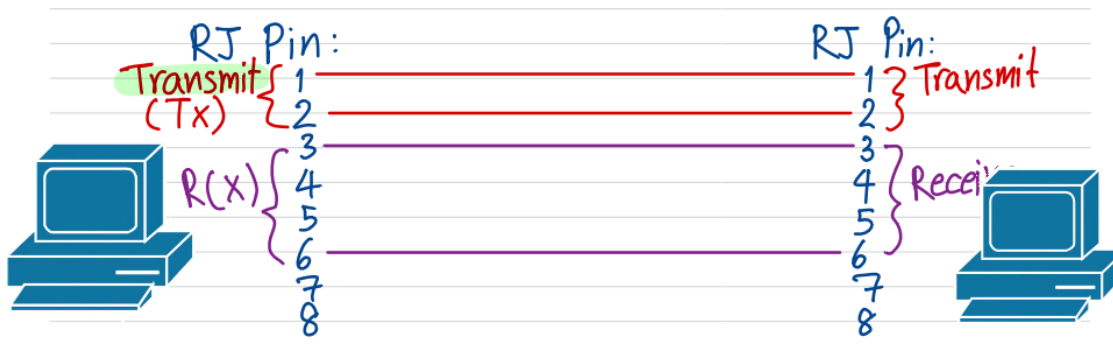 RJ Pin: RJ Pin:
Transmit 1 1 Transmit
(Tx) 2 2
3 3
R(x) 4 4
5 5
6 6
7 7
8 8